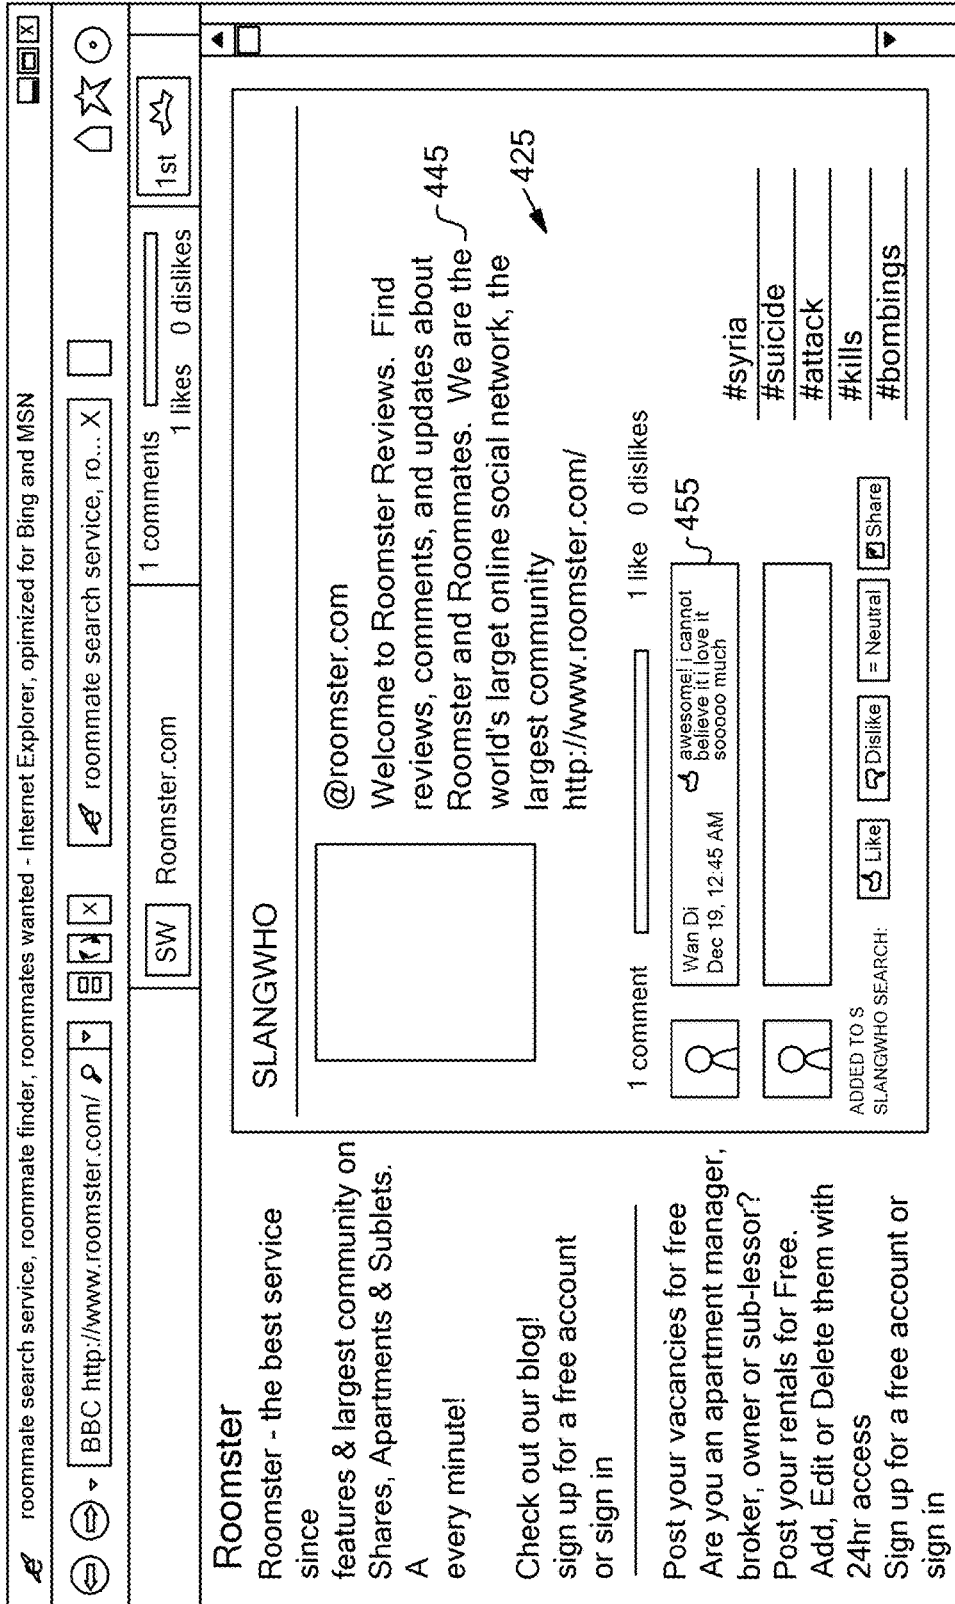 roommate search service, roommate finder, roommates wanted - Internet Explorer, opimized for Bing and MSN
X
BBC http://www.roomster.com/
X
roommate search service, ro... X
SW
Roomster.com
1 comments
1 likes 0 dislikes
1st
Roomster
Roomster - the best service
since
features & largest community on
Shares, Apartments & Sublets.
A
every minute!
Check out our blog!
sign up for a free account
or sign in
Post your vacancies for free
Are you an apartment manager,
broker, owner or sub-lessor?
Post your rentals for Free.
Add, Edit or Delete them with
24hr access
Sign up for a free account or
sign in
SLANGWHO
@roomster.com
Welcome to Roomster Reviews. Find
reviews, comments, and updates about
Roomster and Roommates. We are the
world's larget online social network, the
largest community
http://www.roomster.com/
445
425
1 comment
1 like 0 dislikes
Wan Di
Dec 19, 12:45 AM
awesome! i cannot
believe it i love it
sooooo much
455
ADDED TO S
SLANGWHO SEARCH:
Like
Dislike
= Neutral
Share
#syria
#suicide
#attack
#kills
#bombings